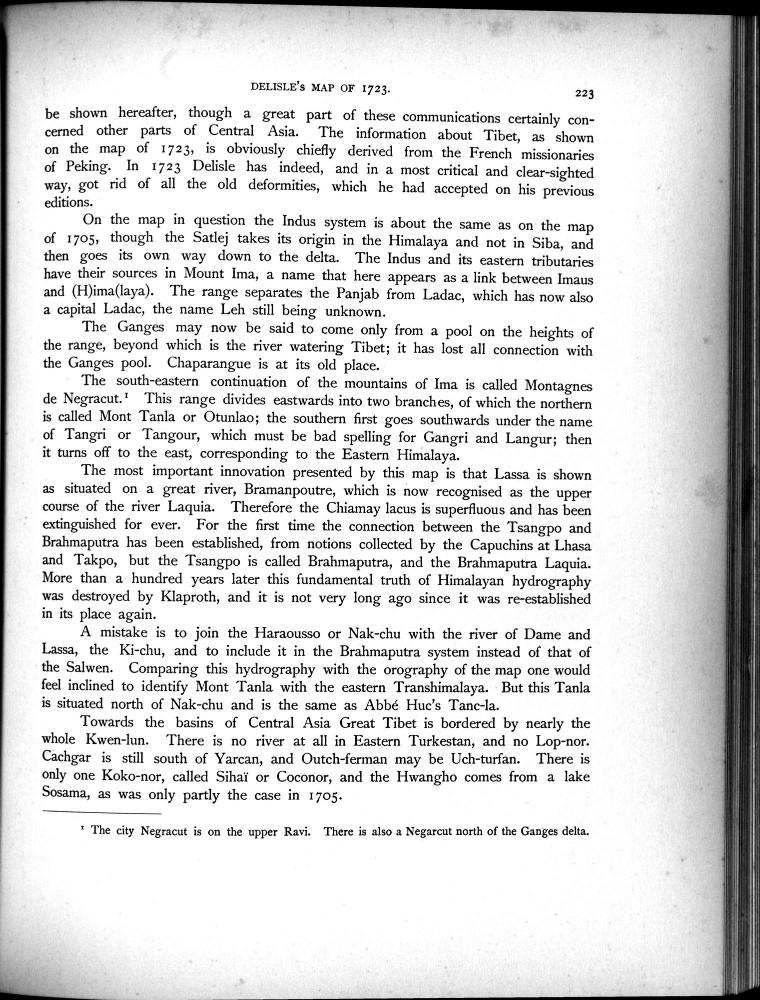 DELISLE'S MAP OF 1723.
223
be shown hereafter, though a great part of these communications certainly con-
cerned other parts of Central Asia. The information about Tibet, as shown
on the map of 1723, is obviously chiefly derived from the French missionaries
of Peking. In 1723 Delisle has indeed, and in a most critical and clear-sighted
way, got rid of all the old deformities, which he had accepted on his previous
editions.
On the map in question the Indus system is about the same as on the map
of 1705, though the Satlej takes its origin in the Himalaya and not in Siba, and
then goes its own way down to the delta. The Indus and its eastern tributaries
have their sources in Mount Ima, a name that here appears as a link between Imaus
and (H)ima(laya). The range separates the Panjab from Ladac, which has now also
a capital Ladac, the name Leh still being unknown.
The Ganges may now be said to come only from a pool on the heights of
the range, beyond which is the river watering Tibet; it has lost all connection with
the Ganges pool. Chaparangue is at its old place.
The south-eastern continuation of the mountains of Ima is called Montagnes
de Negracut.¹ This range divides eastwards into two branches, of which the northern
is called Mont Tanla or Otunlao; the southern first goes southwards under the name
of Tangri or Tangour, which must be bad spelling for Gangri and Langur; then
it turns off to the east, corresponding to the Eastern Himalaya.
The most important innovation presented by this map is that Lassa is shown
as situated on a great river, Bramanpoutre, which is now recognised as the upper
course of the river Laquia. Therefore the Chiamay lacus is superfluous and has been
extinguished for ever. For the first time the connection between the Tsangpo and
Brahmaputra has been established, from notions collected by the Capuchins at Lhasa
and Takpo, but the Tsangpo is called Brahmaputra, and the Brahmaputra Laquia.
More than a hundred years later this fundamental truth of Himalayan hydrography
was destroyed by Klaproth, and it is not very long ago since it was re-established
in its place again.
A mistake is to join the Haraousso or Nak-chu with the river of Dame and
Lassa, the Ki-chu, and to include it in the Brahmaputra system instead of that of
the Salwen. Comparing this hydrography with the orography of the map one would
feel inclined to identify Mont Tanla with the eastern Transhimalaya. But this Tanla
is situated north of Nak-chu and is the same as Abbé Huc's Tanc-la.
Towards the basins of Central Asia Great Tibet is bordered by nearly the
whole Kwen-lun. There is no river at all in Eastern Turkestan, and no Lop-nor.
Cachgar is still south of Yarcan, and Outch-ferman may be Uch-turfan. There is
only one Koko-nor, called Sihaï or Coconor, and the Hwangho comes from a lake
Sosama, as was only partly the case in 1705.
¹ The city Negracut is on the upper Ravi. There is also a Negarcut north of the Ganges delta.